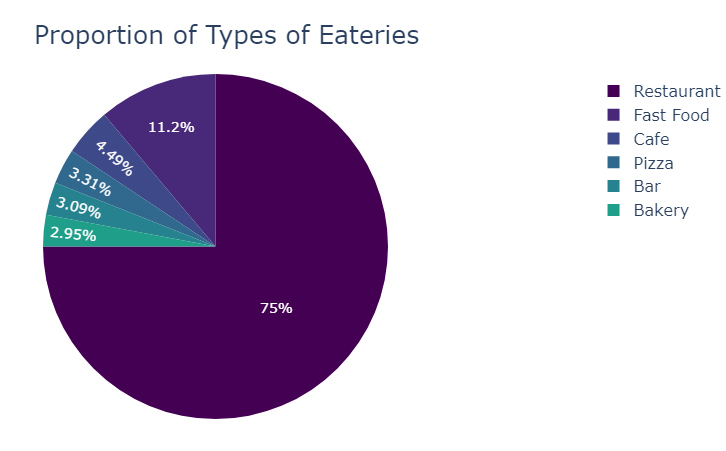 Proportion of Types of Eateries
Restaurant
Fast Food
Cafe
Pizza
Bar
Bakery
11.2%
4.49%
3.31%
3.09%
2.95%
75%